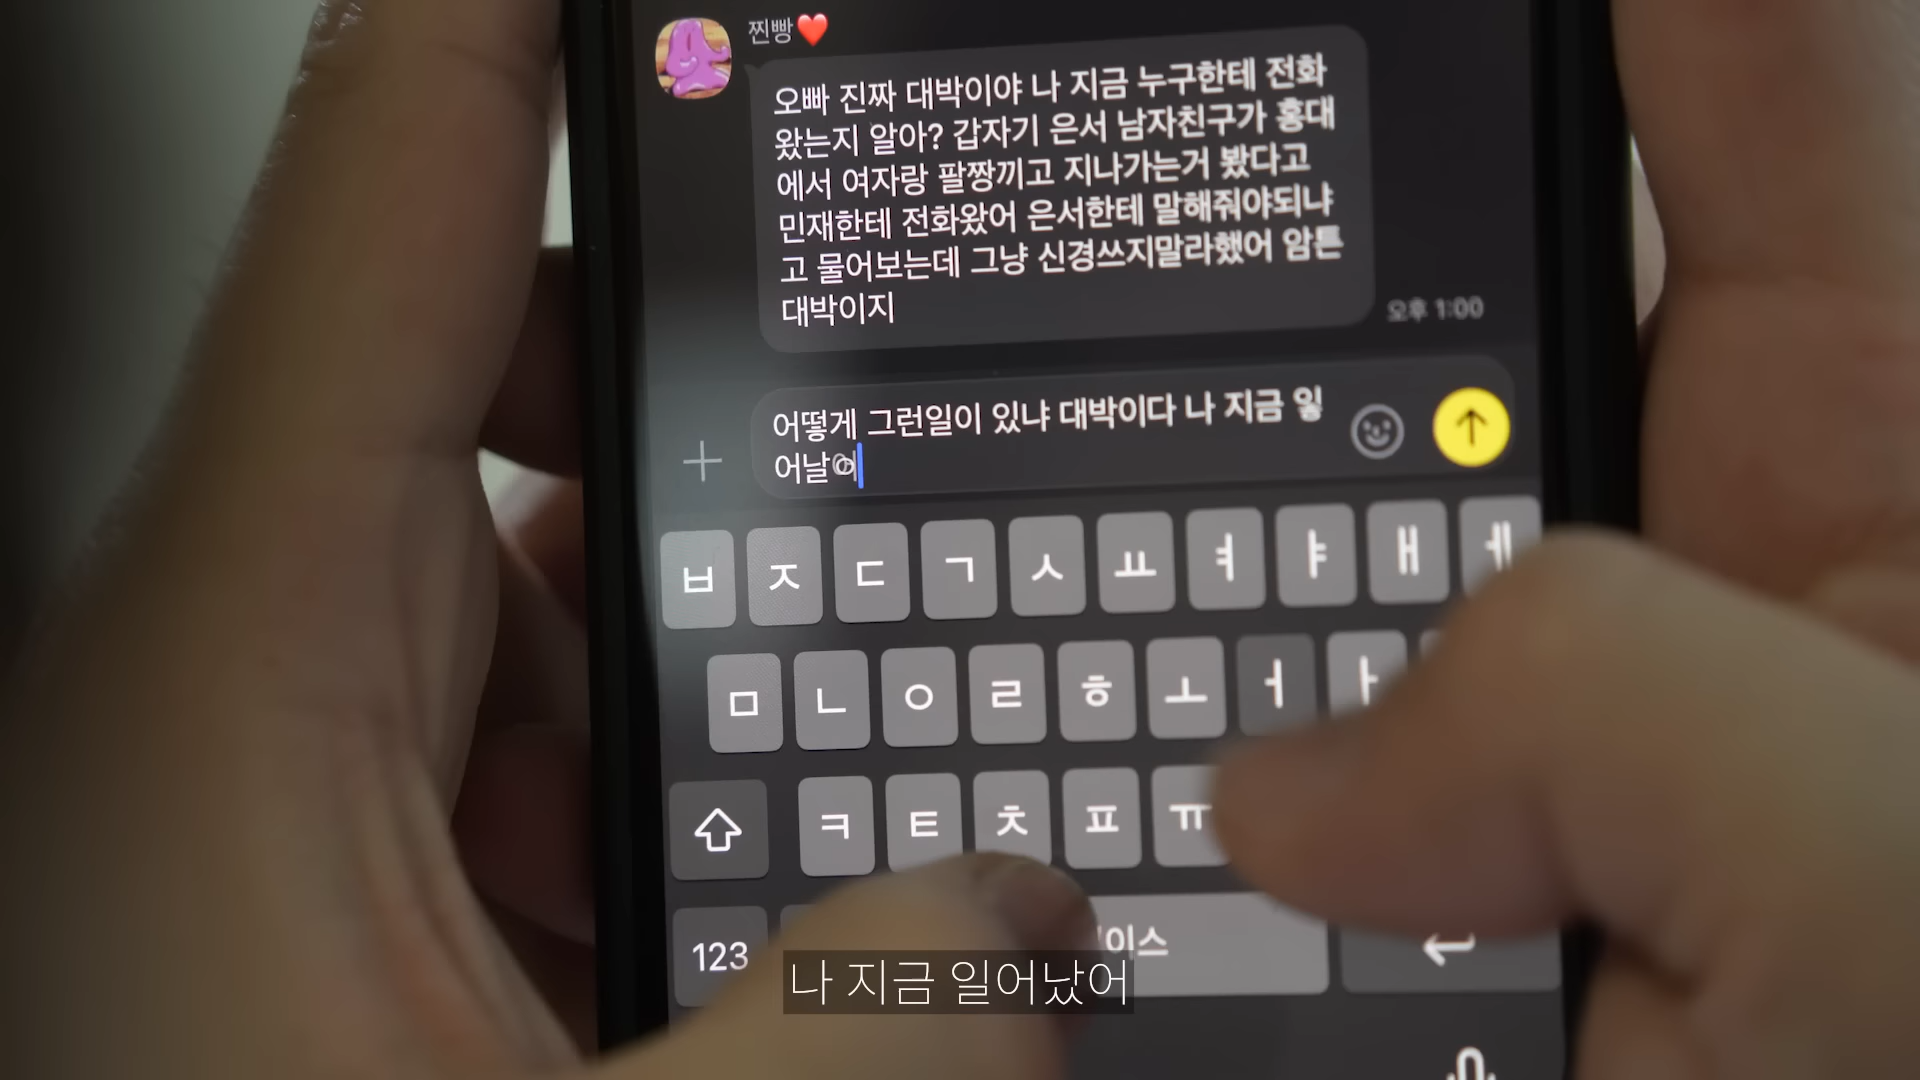 찐빵❤️
오빠 진짜 대박이야 나 지금 누구한테 전화
왔는지 알아? 갑자기 은서 남자친구가 홍대
에서 여자랑 팔짱끼고 지나가는거 봤다고
민재한테 전화왔어 은서한테 말해줘야되냐
고 물어보는데 그냥 신경쓰지말라했어 암튼
대박이지
오후 1:00
어떻게 그런일이 있냐 대박이다 나 지금 잃
어날어
ㅂ ㅈ ㄷ ㄱ ㅅ ㅛ ㅕ ㅑ ㅐ ㅔ
ㅁ ㄴ ㅇ ㄹ ㅎ ㅗ ㅓ ㅏ
ㅋ ㅌ ㅊ ㅍ ㅠ
123 이스
나 지금 일어났어